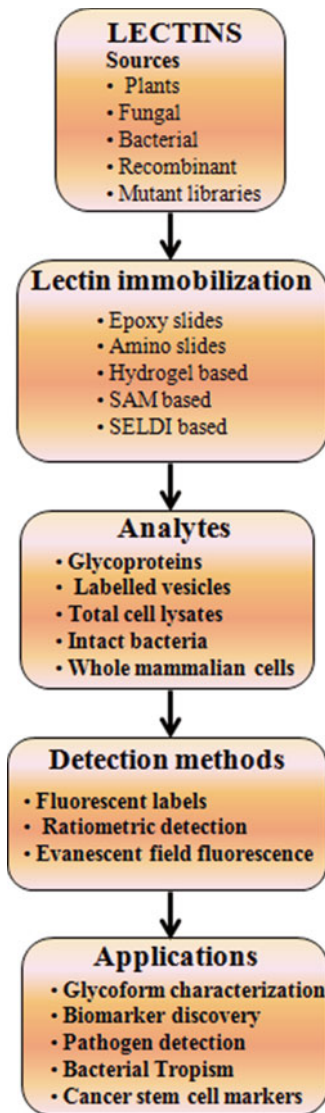 LECTINS
Sources
• Plants
• Fungal
• Bacterial
• Recombinant
• Mutant libraries
Lectin immobilization
• Epoxy slides
• Amino slides
• Hydrogel based
• SAM based
• SELDI based
Analytes
• Glycoproteins
• Labelled vesicles
• Total cell lysates
• Intact bacteria
• Whole mammalian cells
Detection methods
• Fluorescent labels
• Ratiometric detection
• Evanescent field fluorescence
Applications
• Glycoform characterization
• Biomarker discovery
• Pathogen detection
• Bacterial Tropism
• Cancer stem cell markers